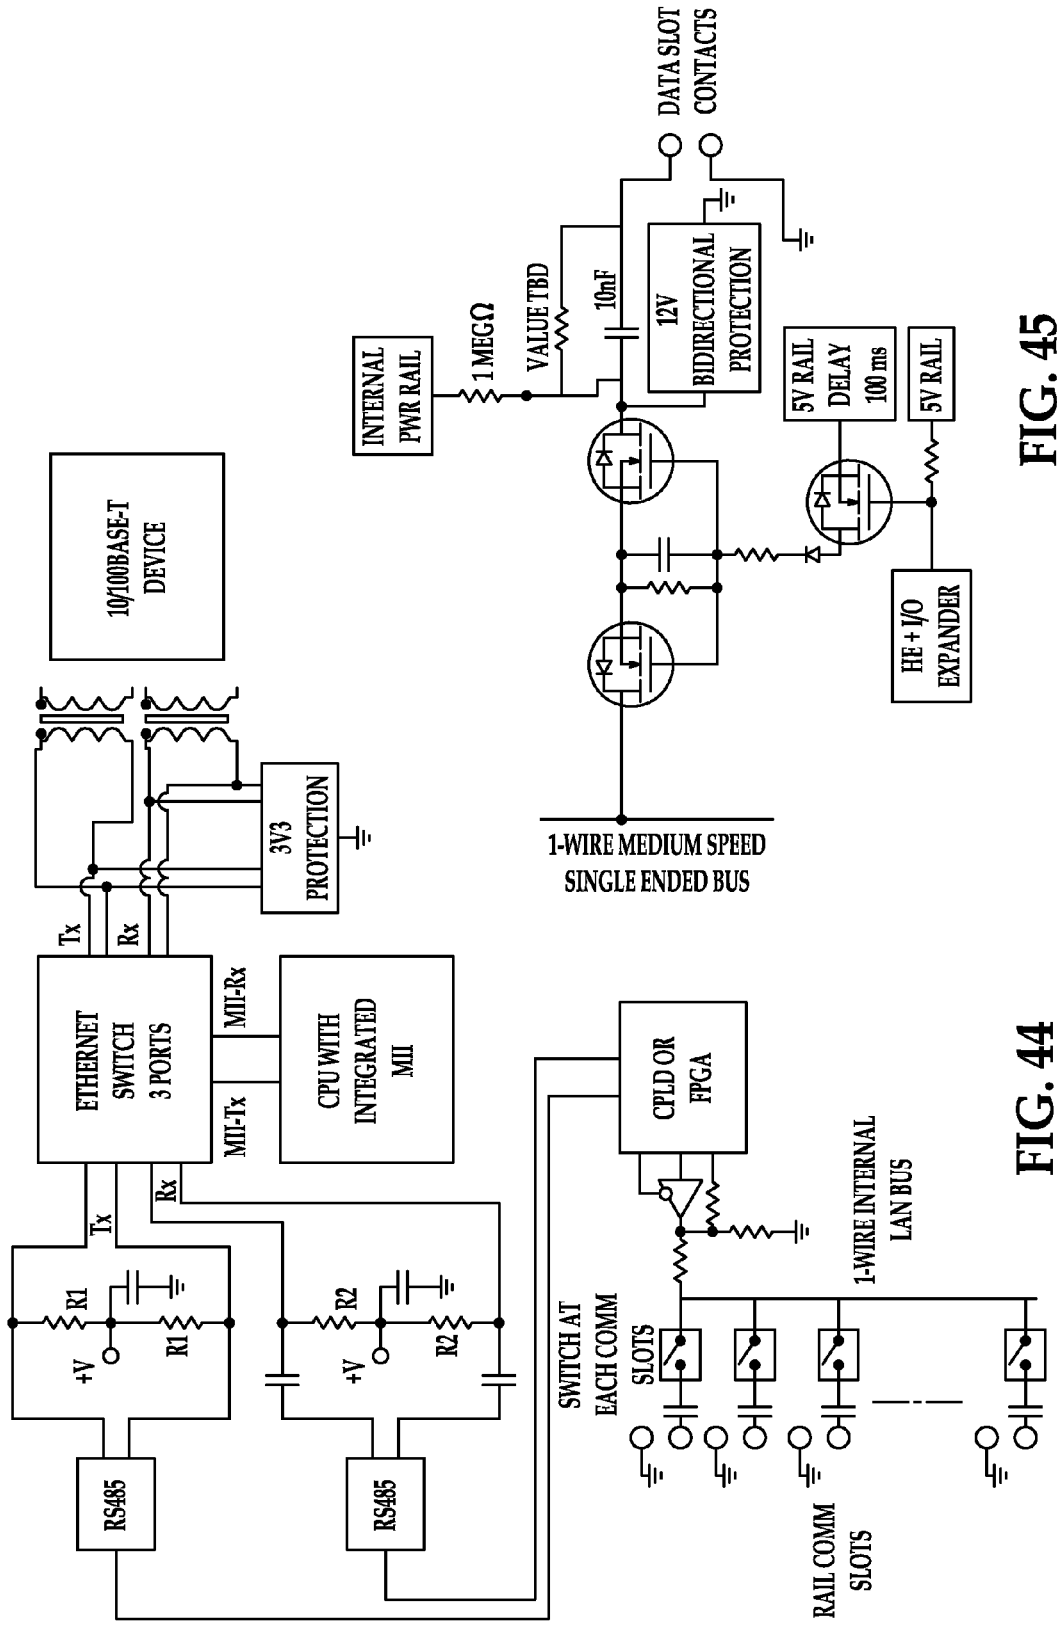 10/100BASE-T
DEVICE
Tx
Rx
3V3
PROTECTION
ETHERNET
SWITCH
3 PORTS
MII-Tx
MII-Rx
CPU WITH
INTEGRATED
MII
Tx
Rx
R1
R1
+V
R2
R2
+V
RS485
RS485
CPLD OR
FPGA
1-WIRE INTERNAL
LAN BUS
SWITCH AT
EACH COMM
SLOTS
RAIL COMM
SLOTS
FIG. 44
DATA SLOT
CONTACTS
INTERNAL
PWR RAIL
1 MEGΩ
VALUE TBD
10nF
12V
BIDIRECTIONAL
PROTECTION
5V RAIL
DELAY
100 ms
5V RAIL
HE + I/O
EXPANDER
1-WIRE MEDIUM SPEED
SINGLE ENDED BUS
FIG. 45